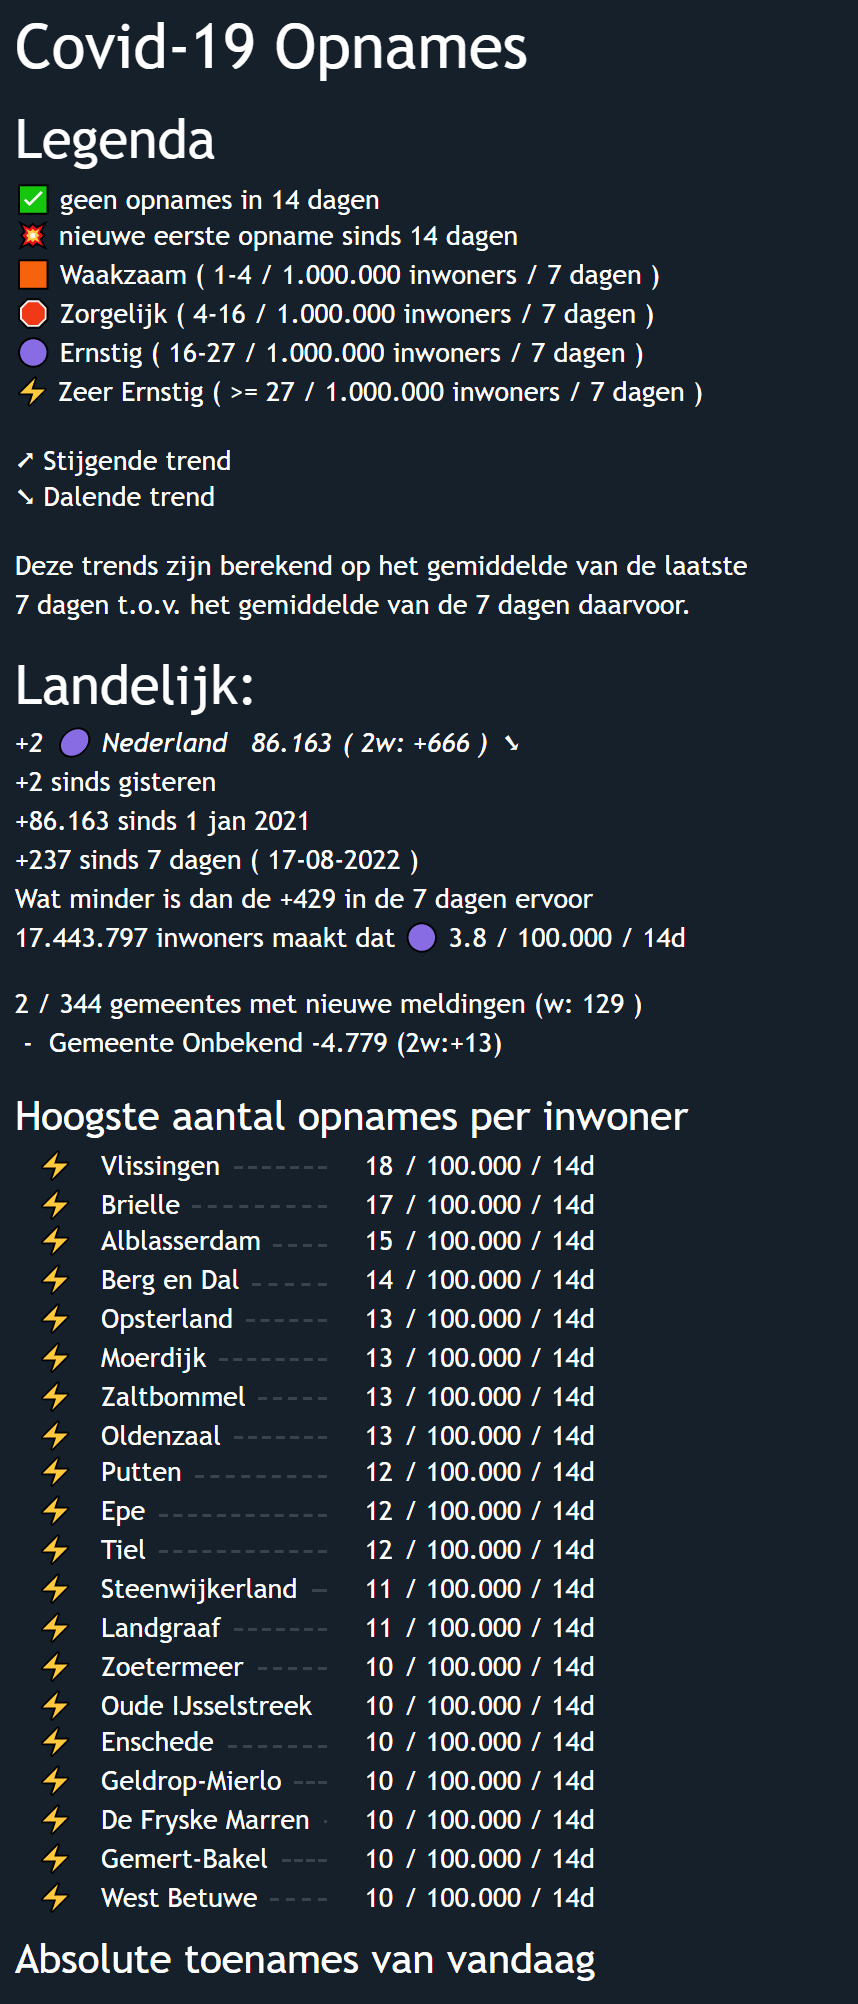 Covid-19 Opnames
Legenda
✅ geen opnames in 14 dagen
💥 nieuwe eerste opname sinds 14 dagen
🟧 Waakzaam ( 1-4 / 1.000.000 inwoners / 7 dagen )
🛑 Zorgelijk ( 4-16 / 1.000.000 inwoners / 7 dagen )
🟣 Ernstig ( 16-27 / 1.000.000 inwoners / 7 dagen )
⚡ Zeer Ernstig ( >= 27 / 1.000.000 inwoners / 7 dagen )
➚ Stijgende trend
➘ Dalende trend
Deze trends zijn berekend op het gemiddelde van de laatste
7 dagen t.o.v. het gemiddelde van de 7 dagen daarvoor.
Landelijk:
+2 🟣 Nederland 86.163 ( 2w: +666 ) ➘
+2 sinds gisteren
+86.163 sinds 1 jan 2021
+237 sinds 7 dagen ( 17-08-2022 )
Wat minder is dan de +429 in de 7 dagen ervoor
17.443.797 inwoners maakt dat 🟣 3.8 / 100.000 / 14d
2 / 344 gemeentes met nieuwe meldingen (w: 129 )
- Gemeente Onbekend -4.779 (2w:+13)
Hoogste aantal opnames per inwoner
⚡ Vlissingen ------- 18 / 100.000 / 14d
⚡ Brielle ---------- 17 / 100.000 / 14d
⚡ Alblasserdam ---- 15 / 100.000 / 14d
⚡ Berg en Dal ----- 14 / 100.000 / 14d
⚡ Opsterland ------ 13 / 100.000 / 14d
⚡ Moerdijk -------- 13 / 100.000 / 14d
⚡ Zaltbommel ----- 13 / 100.000 / 14d
⚡ Oldenzaal ------- 13 / 100.000 / 14d
⚡ Putten --------- 12 / 100.000 / 14d
⚡ Epe ------------ 12 / 100.000 / 14d
⚡ Tiel ------------ 12 / 100.000 / 14d
⚡ Steenwijkerland - 11 / 100.000 / 14d
⚡ Landgraaf ------- 11 / 100.000 / 14d
⚡ Zoetermeer ----- 10 / 100.000 / 14d
⚡ Oude IJsselstreek 10 / 100.000 / 14d
⚡ Enschede ------- 10 / 100.000 / 14d
⚡ Geldrop-Mierlo --- 10 / 100.000 / 14d
⚡ De Fryske Marren · 10 / 100.000 / 14d
⚡ Gemert-Bakel ---- 10 / 100.000 / 14d
⚡ West Betuwe ---- 10 / 100.000 / 14d
Absolute toenames van vandaag